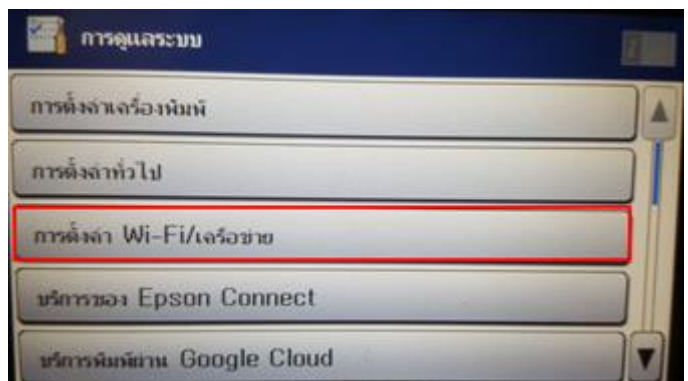 การดูแลระบบ
การตั้งค่าเครื่องพิมพ์
การตั้งค่าทั่วไป
การตั้งค่า Wi-Fi/เครือข่าย
บริการของ Epson Connect
บริการพิมพ์ผ่าน Google Cloud